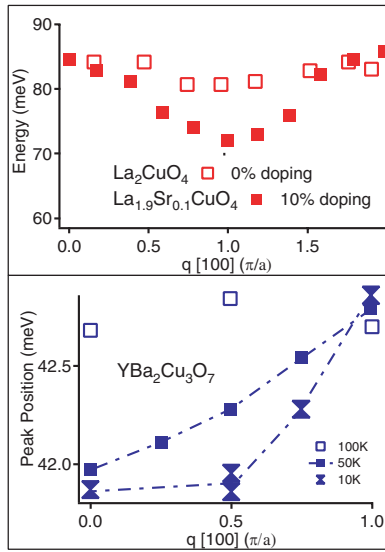 90
80
70
60
Energy (meV)
La2CuO4 0% doping
La1.9Sr0.1CuO4 10% doping
0.0 0.5 1.0 1.5
q [100] (π/a)
42.5
42.0
Peak Position (meV)
YBa2Cu3O7
100K
50K
10K
0.0 0.5 1.0
q [100] (π/a)